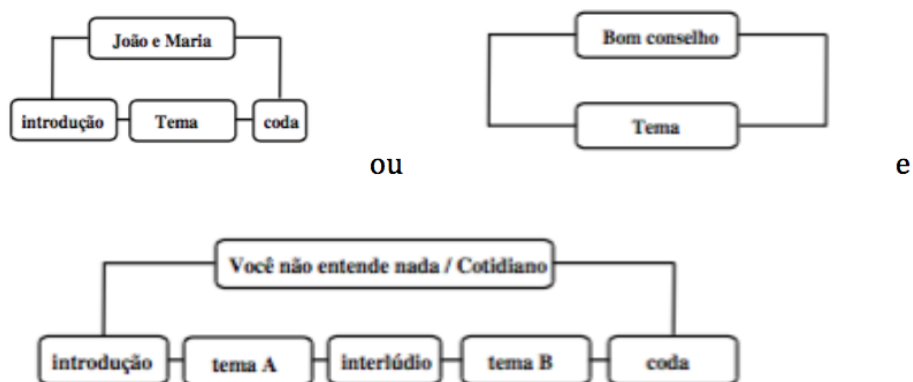 João e Maria
introdução Tema coda
Bom conselho
Tema
ou e
Você não entende nada / Cotidiano
introdução tema A interlúdio tema B coda